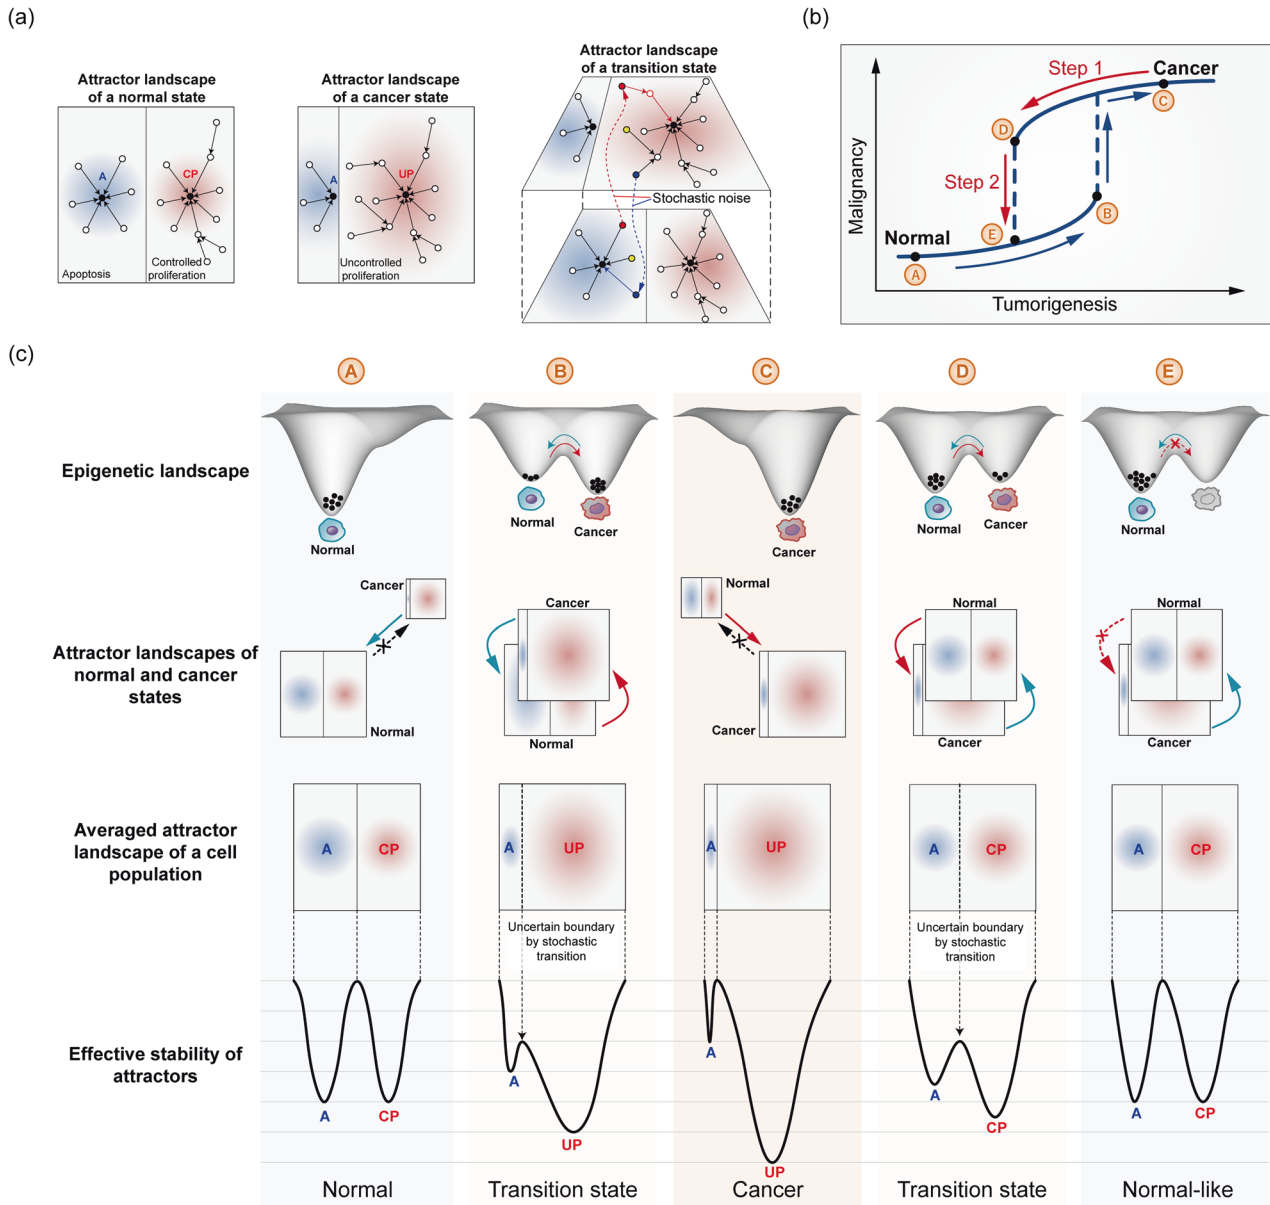 (a)
Attractor landscape
of a normal state
A
CP
Apoptosis
Controlled
proliferation
Attractor landscape
of a cancer state
A
UP
Uncontrolled
proliferation
Attractor landscape
of a transition state
Stochastic noise
(b)
Malignancy
Tumorigenesis
Step 1
Cancer
C
D
Step 2
B
E
Normal
A
(c)
A
B
C
D
E
Epigenetic landscape
Normal
Normal
Cancer
Cancer
Normal
Cancer
Normal
Attractor landscapes of
normal and cancer
states
Cancer
Normal
Cancer
Normal
Normal
Cancer
Normal
Cancer
Normal
Cancer
Averaged attractor
landscape of a cell
population
A
CP
A
UP
A
UP
A
CP
A
CP
Uncertain boundary
by stochastic
transition
Uncertain boundary
by stochastic
transition
Effective stability of
attractors
A
CP
A
UP
A
UP
A
CP
A
CP
Normal
Transition state
Cancer
Transition state
Normal-like